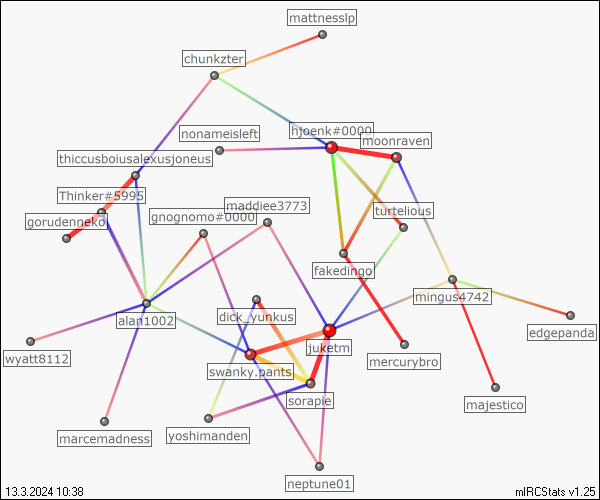 mattnesslp
chunkzter
hjoenk#0000
nonameisleft
moonraven
thiccusboiusalexusjoneus
Thinker#5995
maddiee3773
gnognomo#0000
turtelious
gorudenneko
fakedingo
mingus4742
dick_yunkus
alan1002
edgepanda
juketm
wyatt8112
mercurybro
swanky.pants
sorapie
majestico
yoshimanden
marcemadness
neptune01
13.3.2024 10:38
mIRCStats v1.25